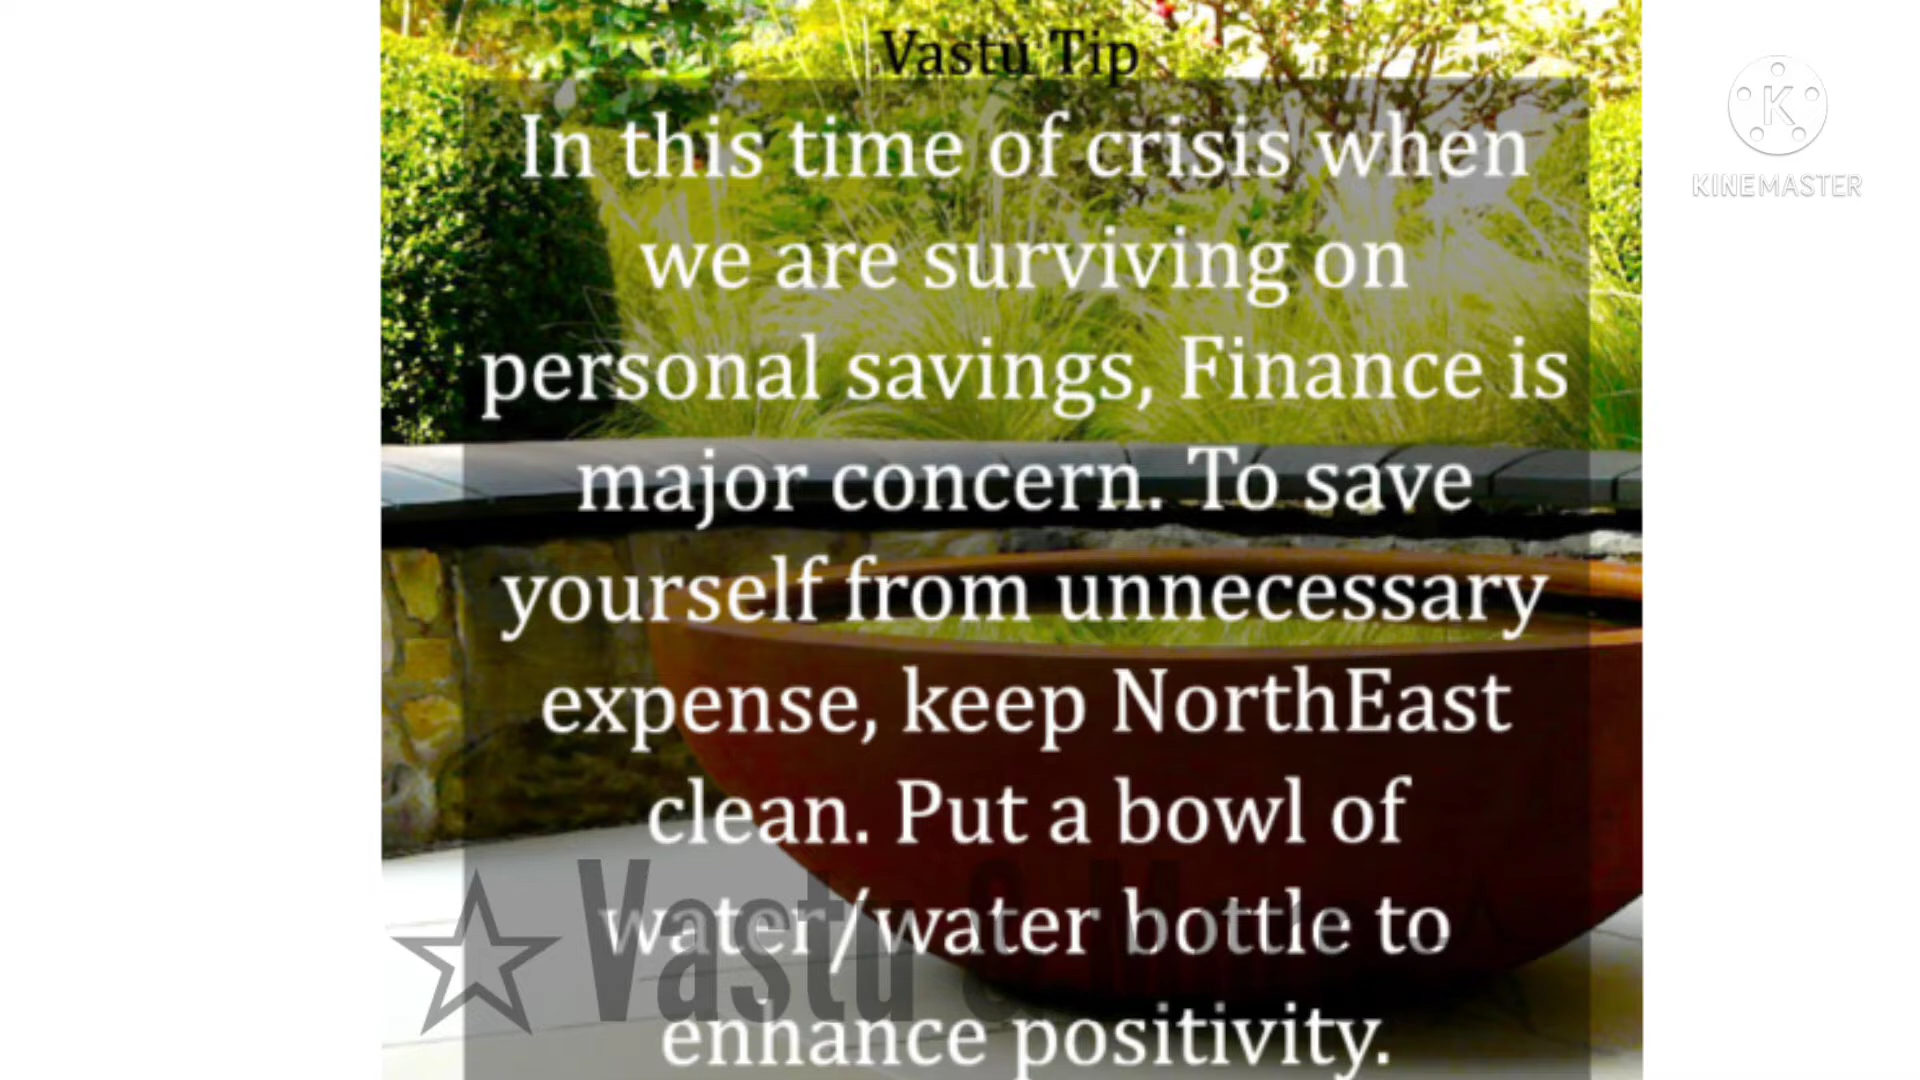 Vastu Tip
In this time of crisis when
we are surviving on
personal savings, Finance is
major concern. To save
yourself from unnecessary
expense, keep NorthEast
clean. Put a bowl of
water/water bottle to
enhance positivity.
Vastu &
K
KINEMASTER